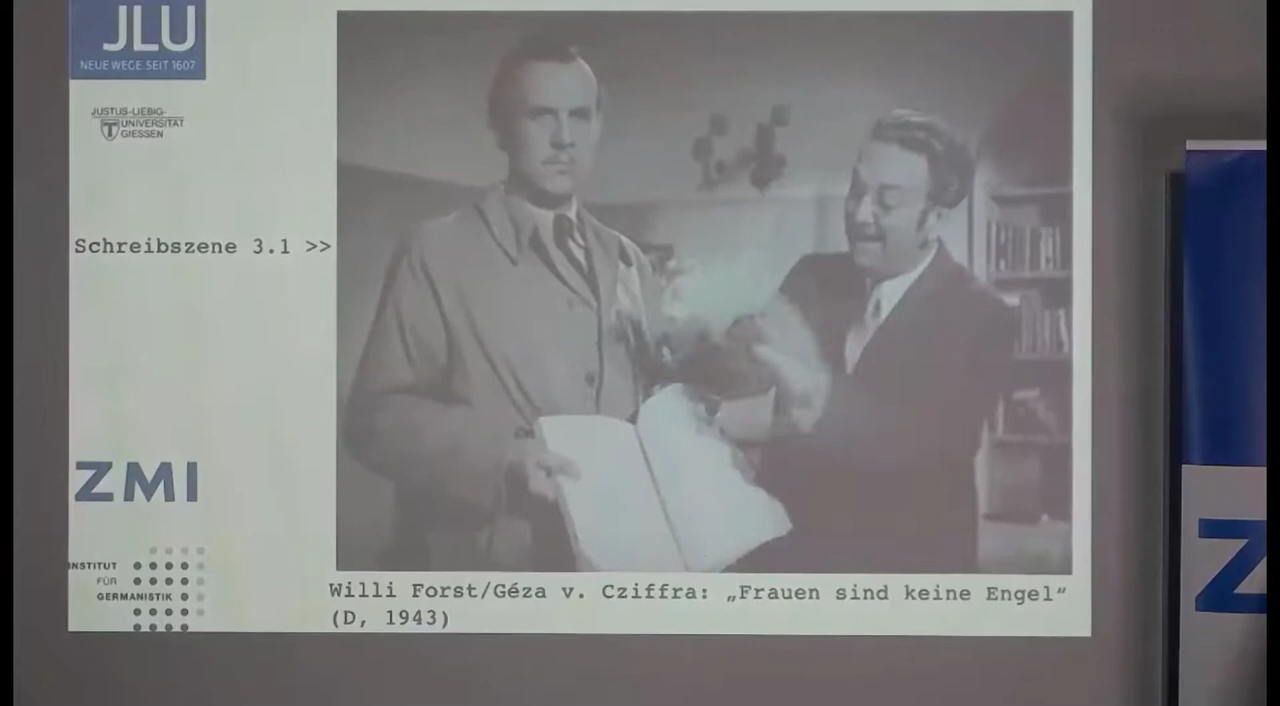 JLU
NEUE WEGE. SEIT 1607
JUSTUS-LIEBIG-
UNIVERSITÄT
GIESSEN
Schreibszene 3.1 >>
ZMI
INSTITUT
FÜR
GERMANISTIK
Willi Forst/Géza v. Cziffra: „Frauen sind keine Engel“
(D, 1943)
Z